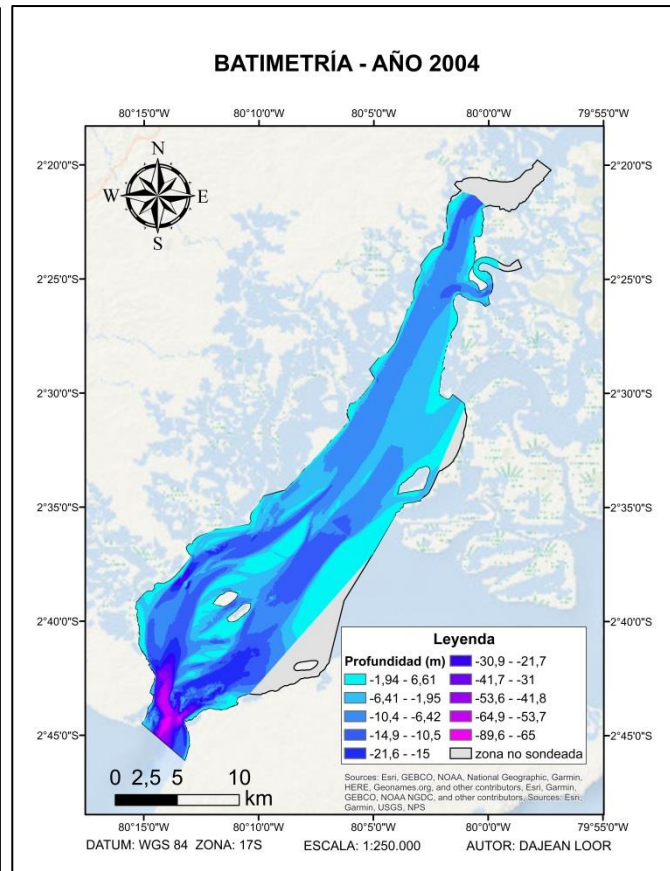 BATIMETRÍA - AÑO 2004
80°15'0"W 80°10'0"W 80°5'0"W 80°0'0"W 79°55'0"W
N
W E
S
2°20'0"S 2°20'0"S
2°25'0"S 2°25'0"S
2°30'0"S 2°30'0"S
2°35'0"S 2°35'0"S
2°40'0"S 2°40'0"S
2°45'0"S 2°45'0"S
Leyenda
Profundidad (m)
-1,94 - 6,61
-6,41 - -1,95
-10,4 - -6,42
-14,9 - -10,5
-21,6 - -15
-30,9 - -21,7
-41,7 - -31
-53,6 - -41,8
-64,9 - -53,7
-89,6 - -65
zona no sondeada
0 2,5 5 10
km
Sources: Esri, GEBCO, NOAA, National Geographic, Garmin,
HERE, Geonames.org, and other contributors, Esri, Garmin,
GEBCO, NOAA NGDC, and other contributors. Sources: Esri,
Garmin, USGS, NPS
80°15'0"W 80°10'0"W 80°5'0"W 80°0'0"W 79°55'0"W
DATUM: WGS 84 ZONA: 17S ESCALA: 1:250.000 AUTOR: DAJEAN LOOR